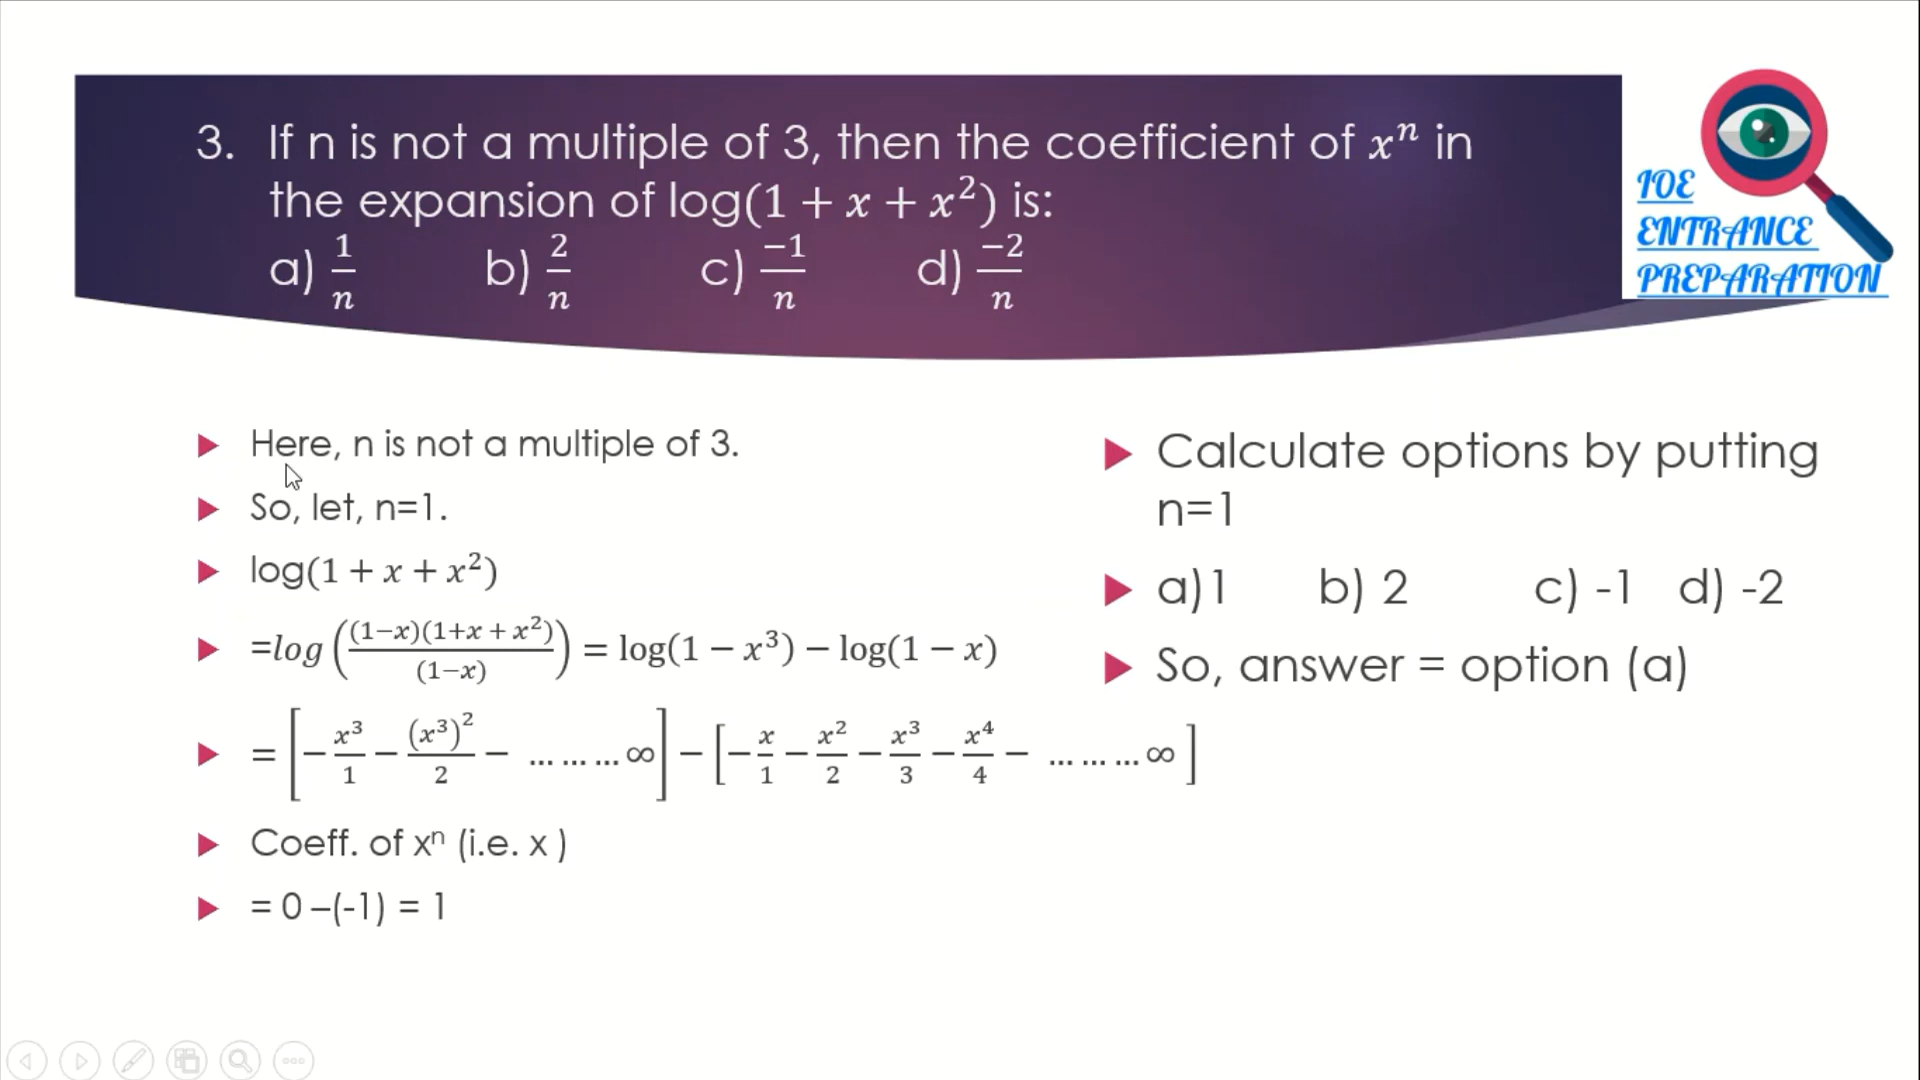 3. If n is not a multiple of 3, then the coefficient of xⁿ in
the expansion of log(1 + x + x²) is:
a) 1/n b) 2/n c) −1/n d) −2/n
IOE
ENTRANCE
PREPARATION
Here, n is not a multiple of 3.
So, let, n=1.
log(1 + x + x²)
=log(((1−x)(1+x + x²))/(1−x)) = log(1 − x³) − log(1 − x)
= [− x³/1 − (x³)²/2 − ... ... ... ∞] − [− x/1 − x²/2 − x³/3 − x⁴/4 − ... ... ... ∞ ]
Coeff. of xⁿ (i.e. x )
= 0 –(-1) = 1
Calculate options by putting
n=1
a)1 b) 2 c) -1 d) -2
So, answer = option (a)